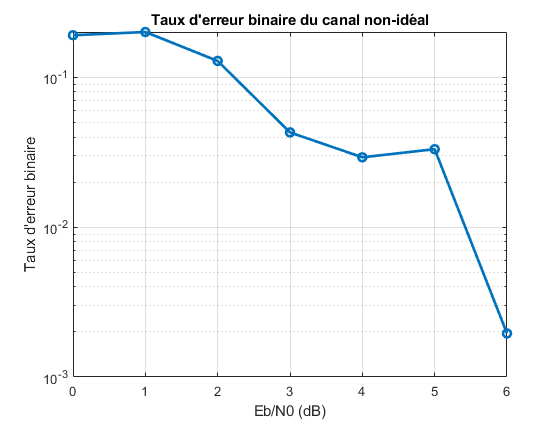 Taux d'erreur binaire du canal non-idéal
Taux d'erreur binaire
10^-1
10^-2
10^-3
0 1 2 3 4 5 6
Eb/N0 (dB)